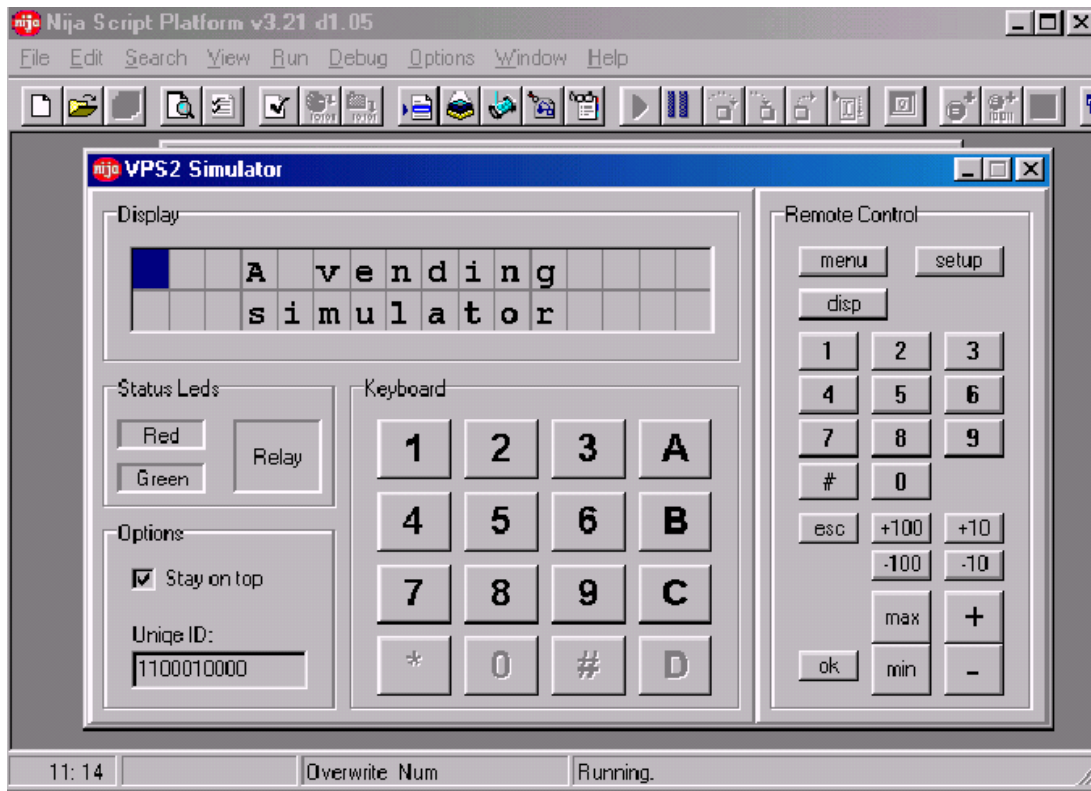 nija Nija Script Platform v3.21 d1.05
File Edit Search View Run Debug Options Window Help
nija VPS2 Simulator
Display
A vending
simulator
Status Leds
Red
Green
Relay
Options
Stay on top
Uniqe ID:
1100010000
Keyboard
1 2 3 A
4 5 6 B
7 8 9 C
* 0 # D
Remote Control
menu setup
disp
1 2 3
4 5 6
7 8 9
# 0
esc +100 +10
-100 -10
max +
ok min -
11: 14 Overwrite Num Running.